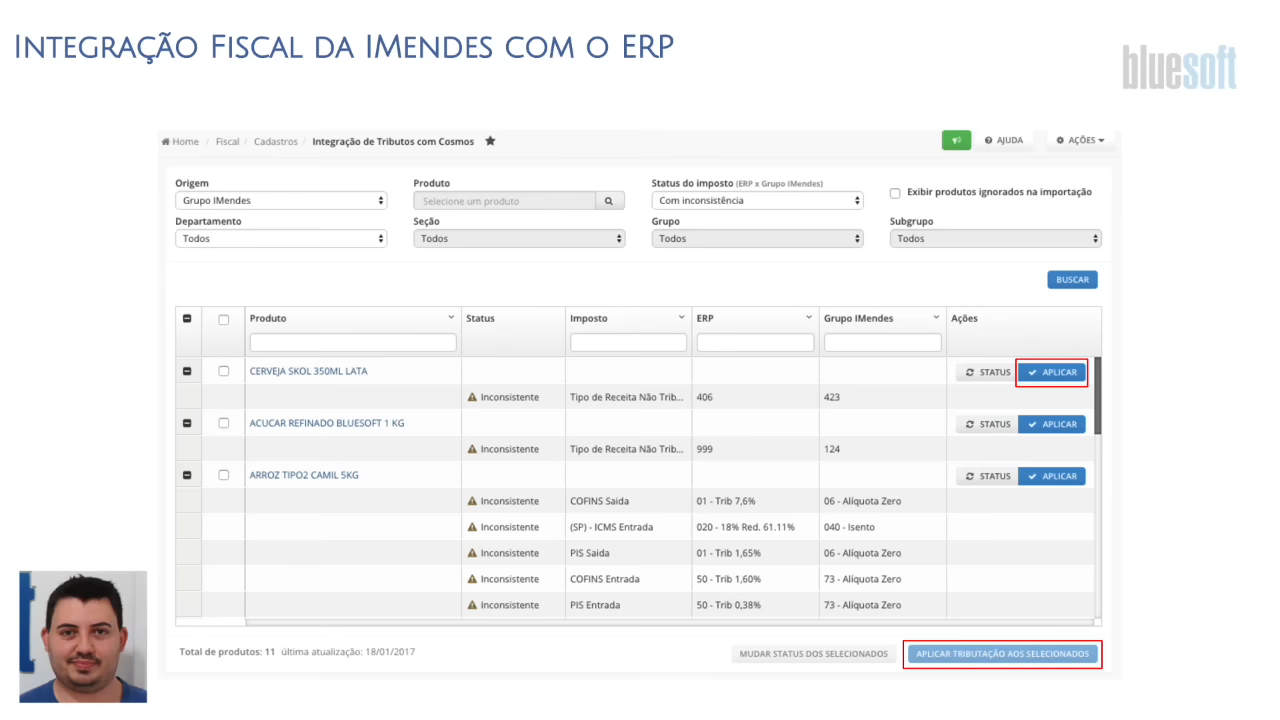 Integração Fiscal da IMendes com o ERP
bluesoft
Home / Fiscal / Cadastros / Integração de Tributos com Cosmos
AJUDA
AÇÕES
Origem
Produto
Status do imposto (ERP x Grupo IMendes)
Exibir produtos ignorados na importação
Grupo IMendes
Selecione um produto
Com inconsistência
Departamento
Seção
Grupo
Subgrupo
Todos
Todos
Todos
Todos
BUSCAR
Produto Status Imposto ERP Grupo IMendes Ações
CERVEJA SKOL 350ML LATA STATUS APLICAR
Inconsistente Tipo de Receita Não Trib... 406 423
ACUCAR REFINADO BLUESOFT 1 KG STATUS APLICAR
Inconsistente Tipo de Receita Não Trib... 999 124
ARROZ TIPO2 CAMIL 5KG STATUS APLICAR
Inconsistente COFINS Saida 01 - Trib 7,6% 06 - Alíquota Zero
Inconsistente (SP) - ICMS Entrada 020 - 18% Red. 61.11% 040 - Isento
Inconsistente PIS Saida 01 - Trib 1,65% 06 - Alíquota Zero
Inconsistente COFINS Entrada 50 - Trib 1,60% 73 - Alíquota Zero
Inconsistente PIS Entrada 50 - Trib 0,38% 73 - Alíquota Zero
Total de produtos: 11 última atualização: 18/01/2017
MUDAR STATUS DOS SELECIONADOS
APLICAR TRIBUTAÇÃO AOS SELECIONADOS